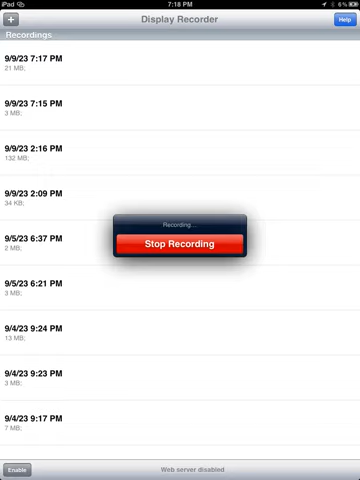 iPad 7:18 PM 6%
+ Display Recorder Help
Recordings
9/9/23 7:17 PM
21 MB;
9/9/23 7:15 PM
3 MB;
9/9/23 2:16 PM
132 MB;
9/9/23 2:09 PM
34 KB;
Recording...
Stop Recording
9/5/23 6:37 PM
2 MB;
9/5/23 6:21 PM
3 MB;
9/4/23 9:24 PM
13 MB;
9/4/23 9:23 PM
3 MB;
9/4/23 9:17 PM
7 MB;
Enable Web server disabled